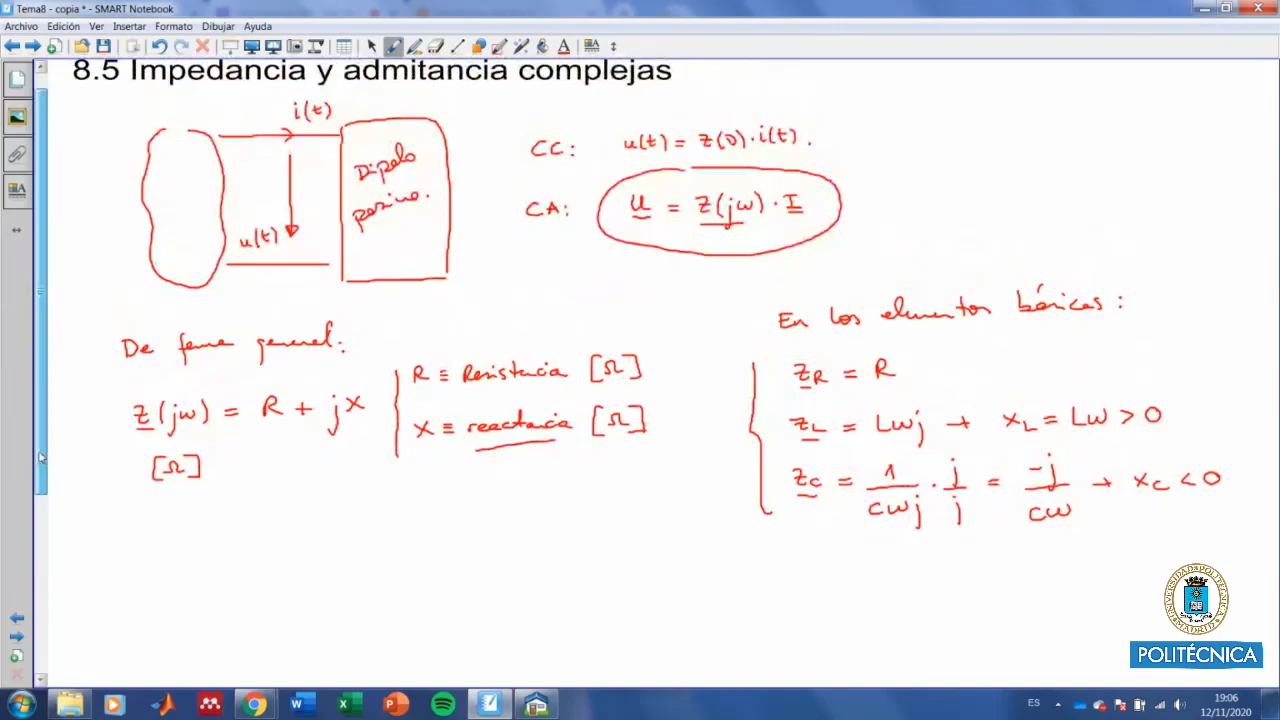 Tema8 - copia * - SMART Notebook
Archivo Edición Ver Insertar Formato Dibujar Ayuda
8.5 Impedancia y admitancia complejas
i(t)
Dipolo
pasivo.
u(t)
CC: u(t) = Z(0) · i(t).
CA: U = Z(jω) · I
De forma general:
Z(jω) = R + jX
[Ω]
R ≡ Resistencia [Ω]
X ≡ reactancia [Ω]
En los elementos básicos:
Z_R = R
Z_L = Lωj → X_L = Lω > 0
Z_C = 1/(Cωj) · j/j = -j/(Cω) → X_C < 0
POLITÉCNICA
ES
19:06
12/11/2020